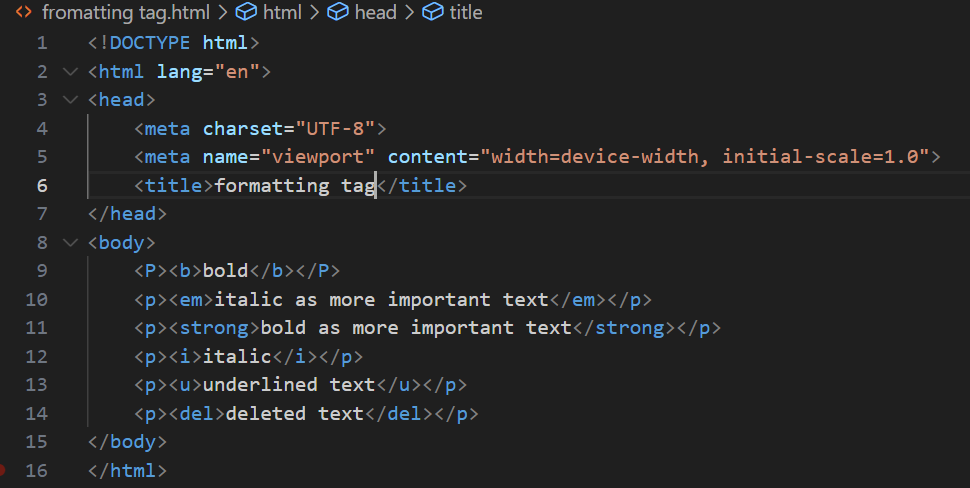 <> fromatting tag.html > html > head > title
1 <!DOCTYPE html>
2 <html lang="en">
3 <head>
4     <meta charset="UTF-8">
5     <meta name="viewport" content="width=device-width, initial-scale=1.0">
6     <title>formatting tag</title>
7 </head>
8 <body>
9     <P><b>bold</b></P>
10     <p><em>italic as more important text</em></p>
11     <p><strong>bold as more important text</strong></p>
12     <p><i>italic</i></p>
13     <p><u>underlined text</u></p>
14     <p><del>deleted text</del></p>
15 </body>
16 </html>